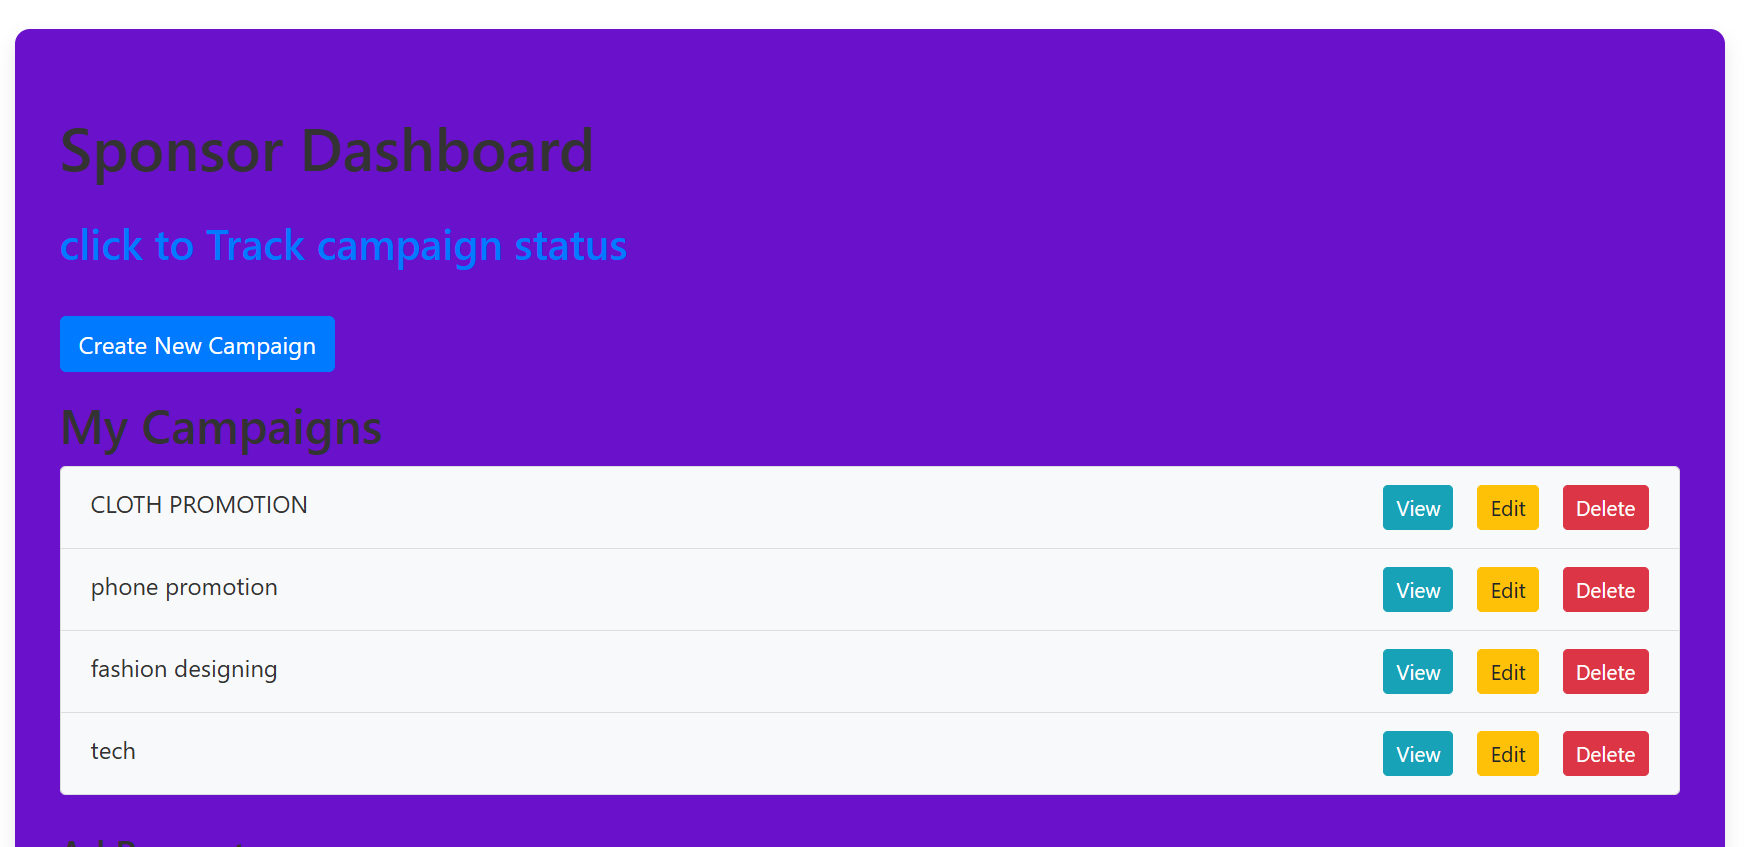 Sponsor Dashboard
click to Track campaign status
Create New Campaign
My Campaigns
CLOTH PROMOTION View Edit Delete
phone promotion View Edit Delete
fashion designing View Edit Delete
tech View Edit Delete